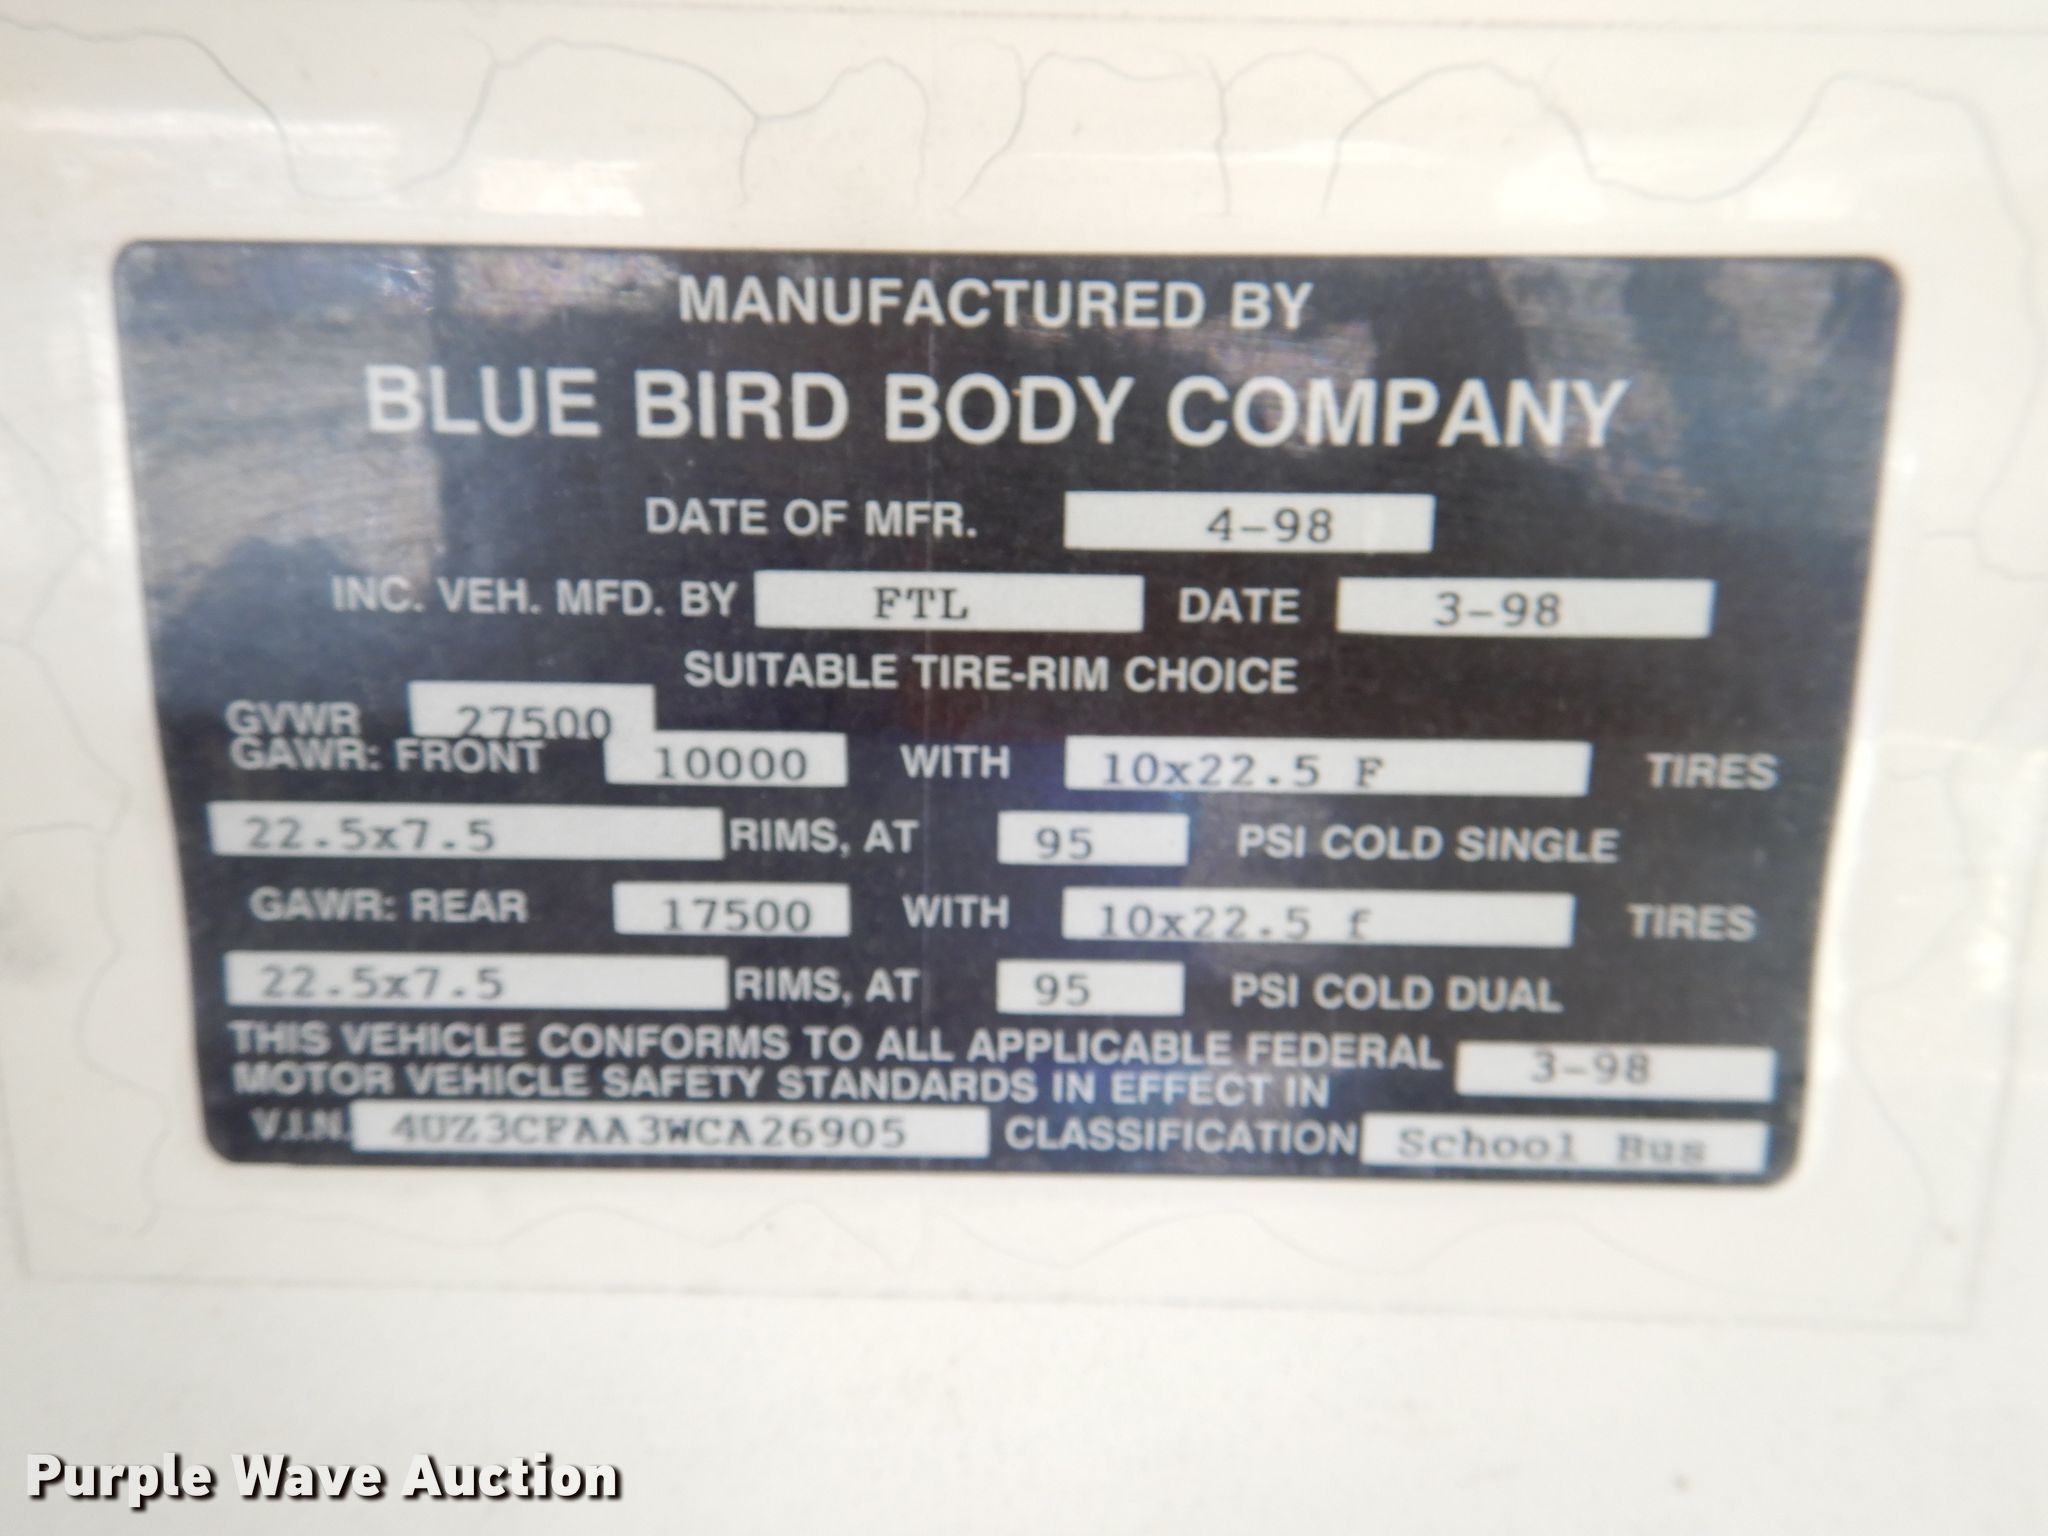 MANUFACTURED BY
BLUE BIRD BODY COMPANY
DATE OF MFR. 4-98
INC. VEH. MFD. BY FTL DATE 3-98
SUITABLE TIRE-RIM CHOICE
GVWR 27500
GAWR: FRONT 10000 WITH 10x22.5 F TIRES
22.5x7.5 RIMS, AT 95 PSI COLD SINGLE
GAWR: REAR 17500 WITH 10x22.5 f TIRES
22.5x7.5 RIMS, AT 95 PSI COLD DUAL
THIS VEHICLE CONFORMS TO ALL APPLICABLE FEDERAL
MOTOR VEHICLE SAFETY STANDARDS IN EFFECT IN 3-98
V.I.N. 4UZ3CFAA3WCA26905 CLASSIFICATION School Bus
Purple Wave Auction